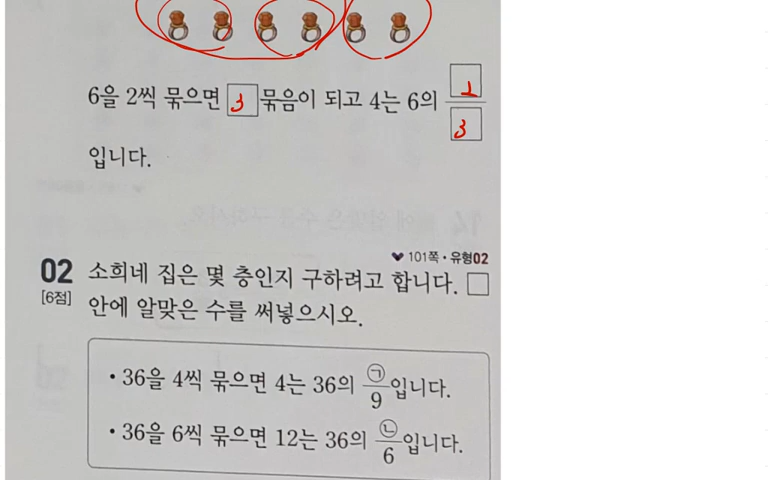 6을 2씩 묶으면 3 묶음이 되고 4는 6의 2/3
입니다.
101쪽・유형02
02 소희네 집은 몇 층인지 구하려고 합니다. □
[6점] 안에 알맞은 수를 써넣으시오.
・36을 4씩 묶으면 4는 36의 ㉠/9입니다.
・36을 6씩 묶으면 12는 36의 ㉡/6입니다.